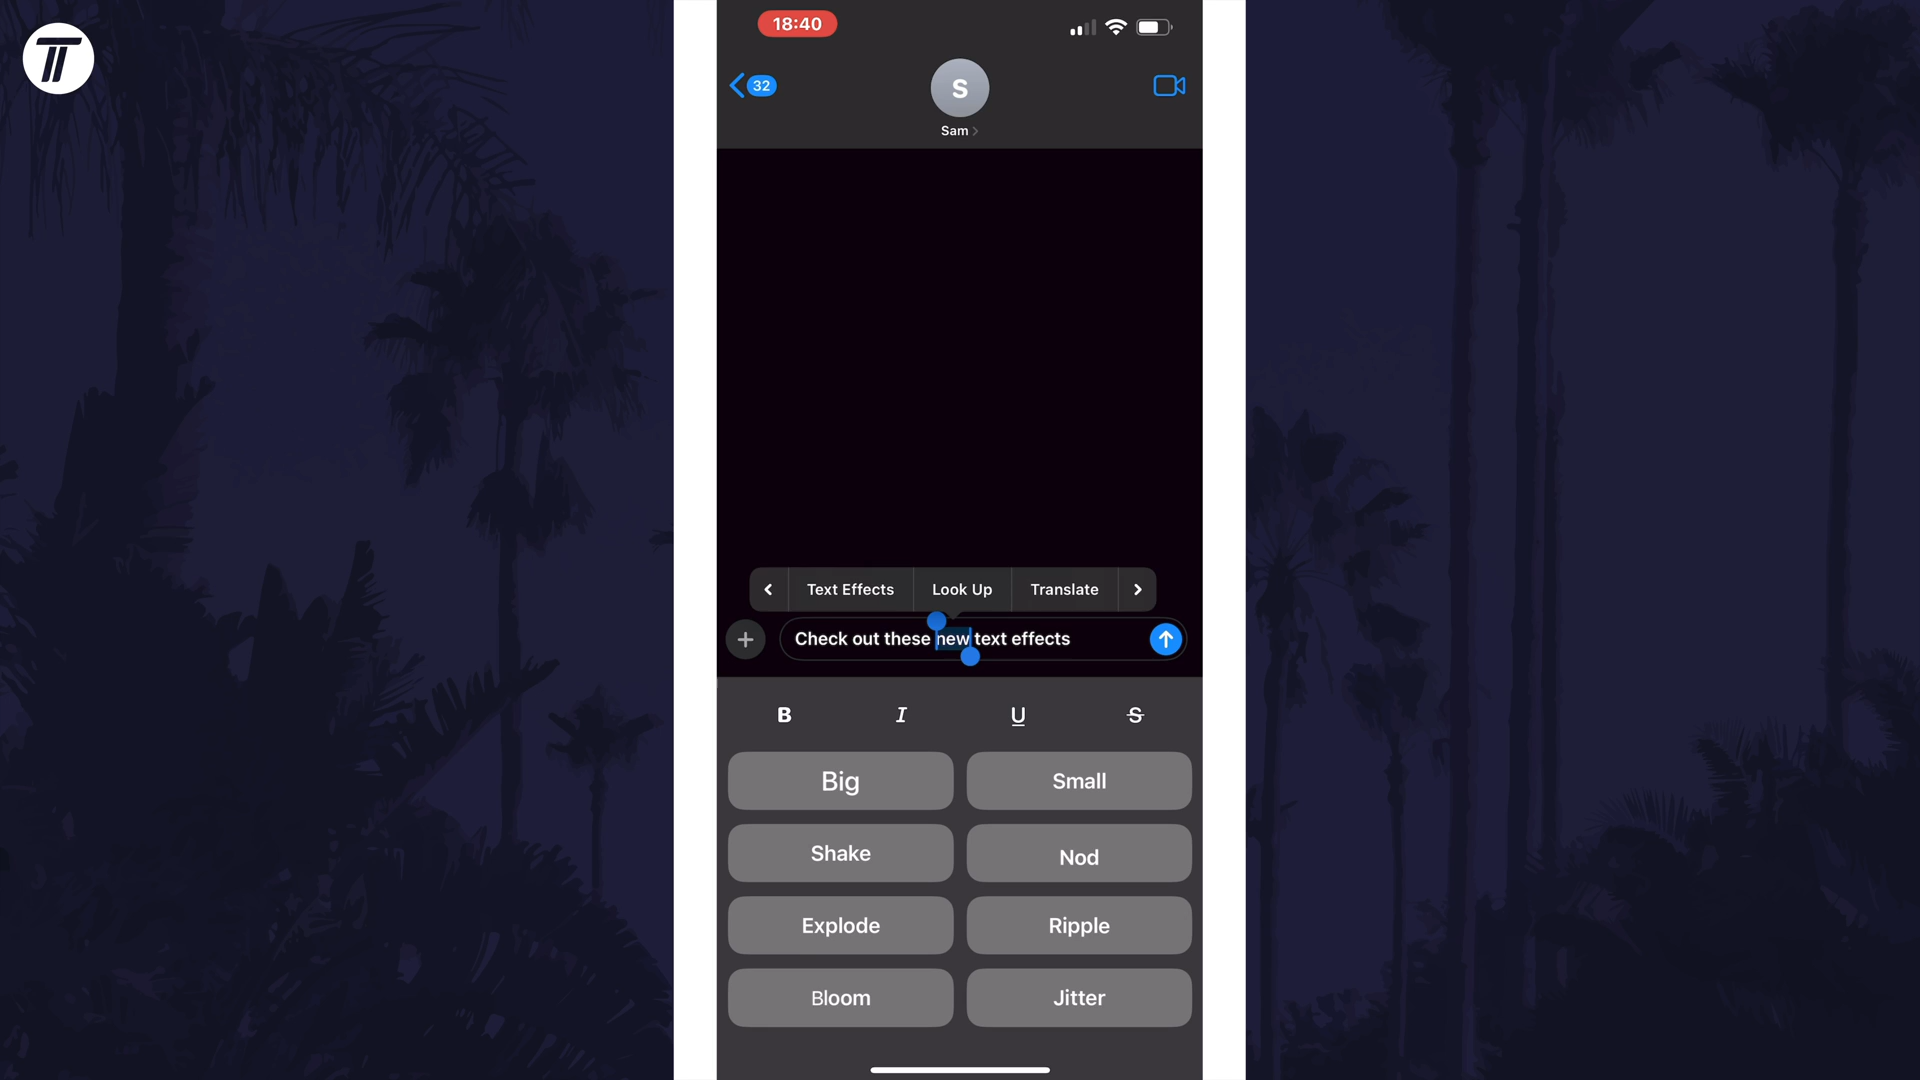 18:40
32
S
Sam
Text Effects
Look Up
Translate
Check out these new text effects
B
I
U
S
Big
Small
Shake
Nod
Explode
Ripple
Bloom
Jitter